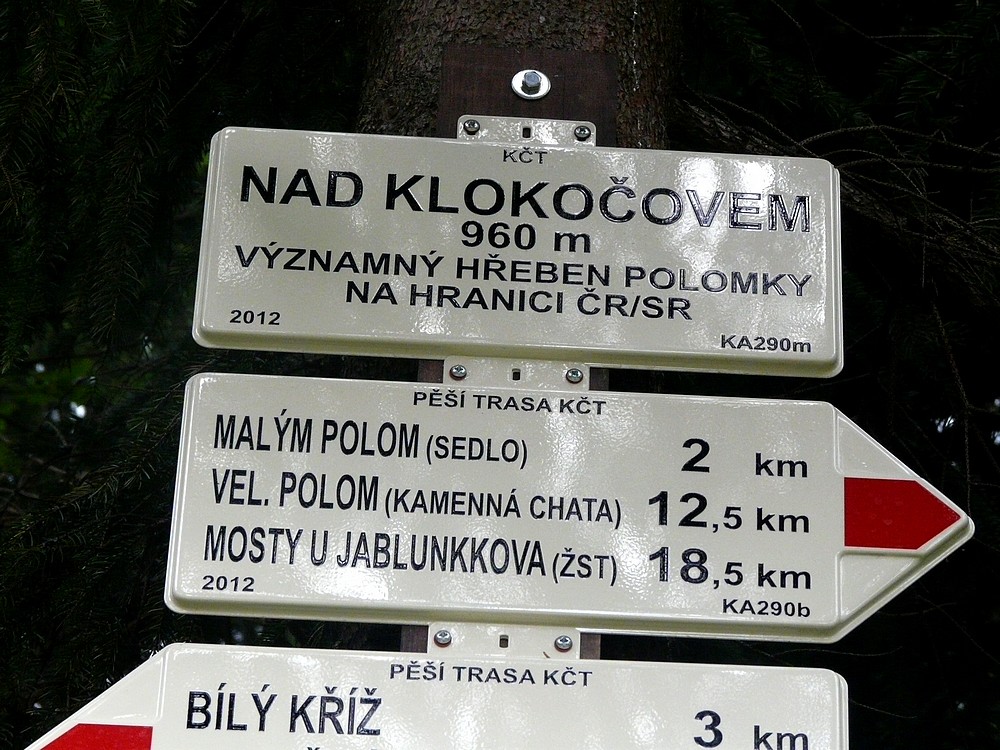 KČT
NAD KLOKOČOVEM
960 m
VÝZNAMNÝ HŘEBEN POLOMKY
NA HRANICI ČR/SR
2012 KA290m
PĚŠÍ TRASA KČT
MALÝM POLOM (SEDLO) 2 km
VEL. POLOM (KAMENNÁ CHATA) 12,5 km
MOSTY U JABLUNKKOVA (ŽST) 18,5 km
2012 KA290b
PĚŠÍ TRASA KČT
BÍLÝ KŘÍŽ 3 km